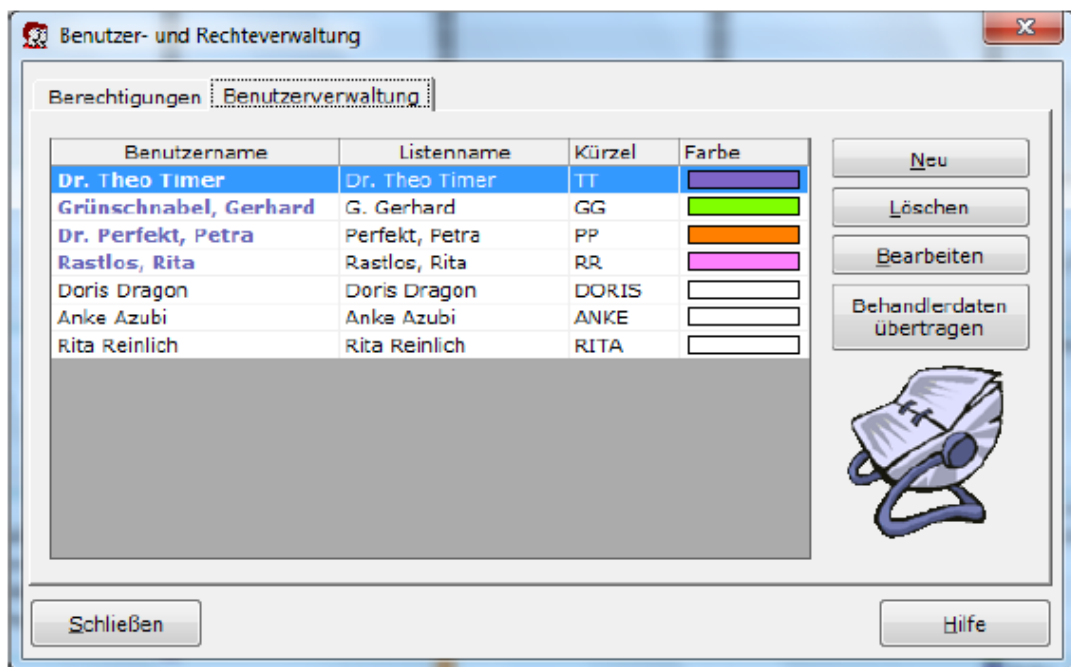 Benutzer- und Rechteverwaltung
Berechtigungen Benutzerverwaltung
Benutzername Listenname Kürzel Farbe
Dr. Theo Timer Dr. Theo Timer TT
Grünschnabel, Gerhard G. Gerhard GG
Dr. Perfekt, Petra Perfekt, Petra PP
Rastlos, Rita Rastlos, Rita RR
Doris Dragon Doris Dragon DORIS
Anke Azubi Anke Azubi ANKE
Rita Reinlich Rita Reinlich RITA
Neu
Löschen
Bearbeiten
Behandlerdaten
übertragen
Schließen Hilfe